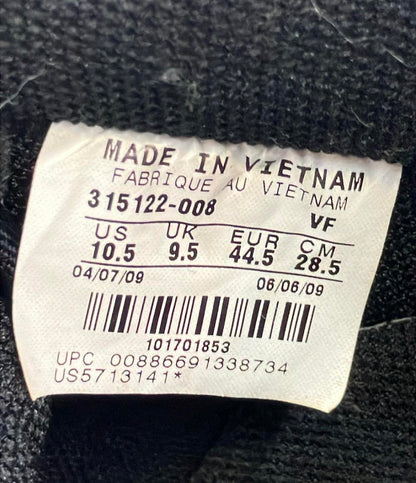 MADE IN VIETNAM
FABRIQUE AU VIETNAM
315122-008 VF
US UK EUR CM
10.5 9.5 44.5 28.5
04/07/09 06/06/09
101701853
UPC 00886691338734
US5713141*